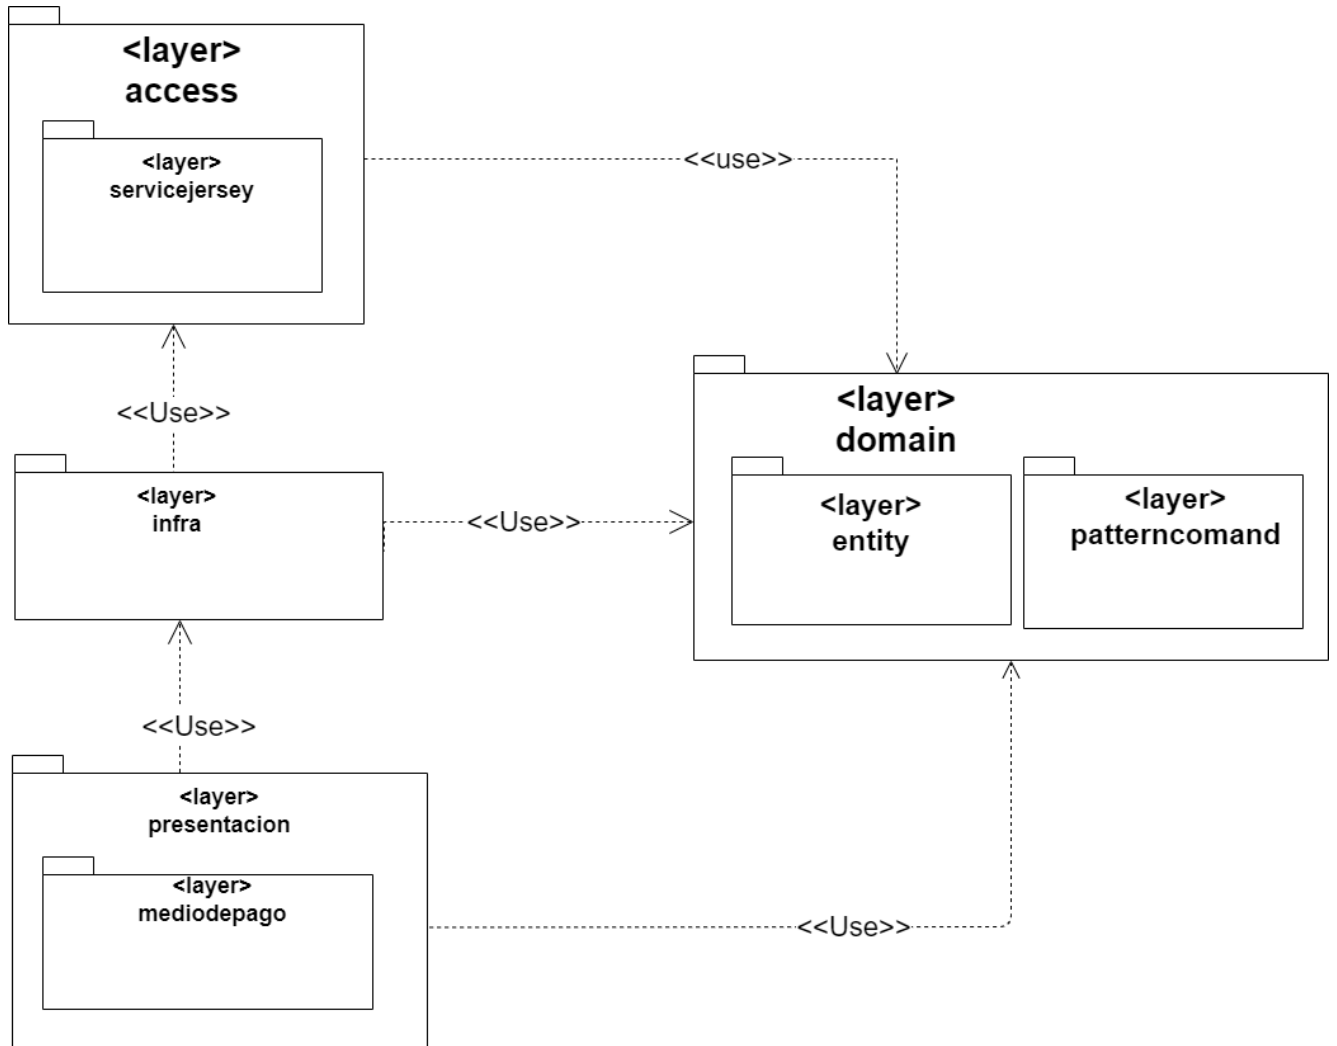 <layer>
access
<layer>
servicejersey
<<use>>
<<Use>>
<layer>
domain
<layer>
entity
<layer>
patterncomand
<layer>
infra
<<Use>>
<<Use>>
<layer>
presentacion
<layer>
mediodepago
<<Use>>